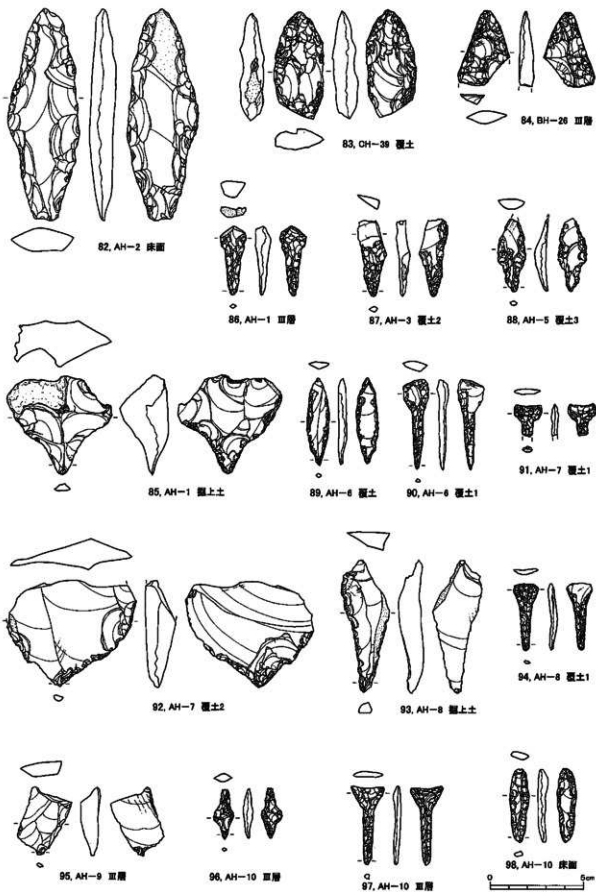 82, AH-2 床面
83, CH-39 覆土
84, BH-26 Ⅲ層
85, AH-1 掘上土
86, AH-1 Ⅲ層
87, AH-3 覆土2
88, AH-5 覆土3
89, AH-6 覆土
90, AH-6 覆土1
91, AH-7 覆土1
92, AH-7 覆土2
93, AH-8 掘上土
94, AH-8 覆土1
95, AH-9 Ⅲ層
96, AH-10 Ⅲ層
97, AH-10 Ⅲ層
98, AH-10 床面
0 5cm